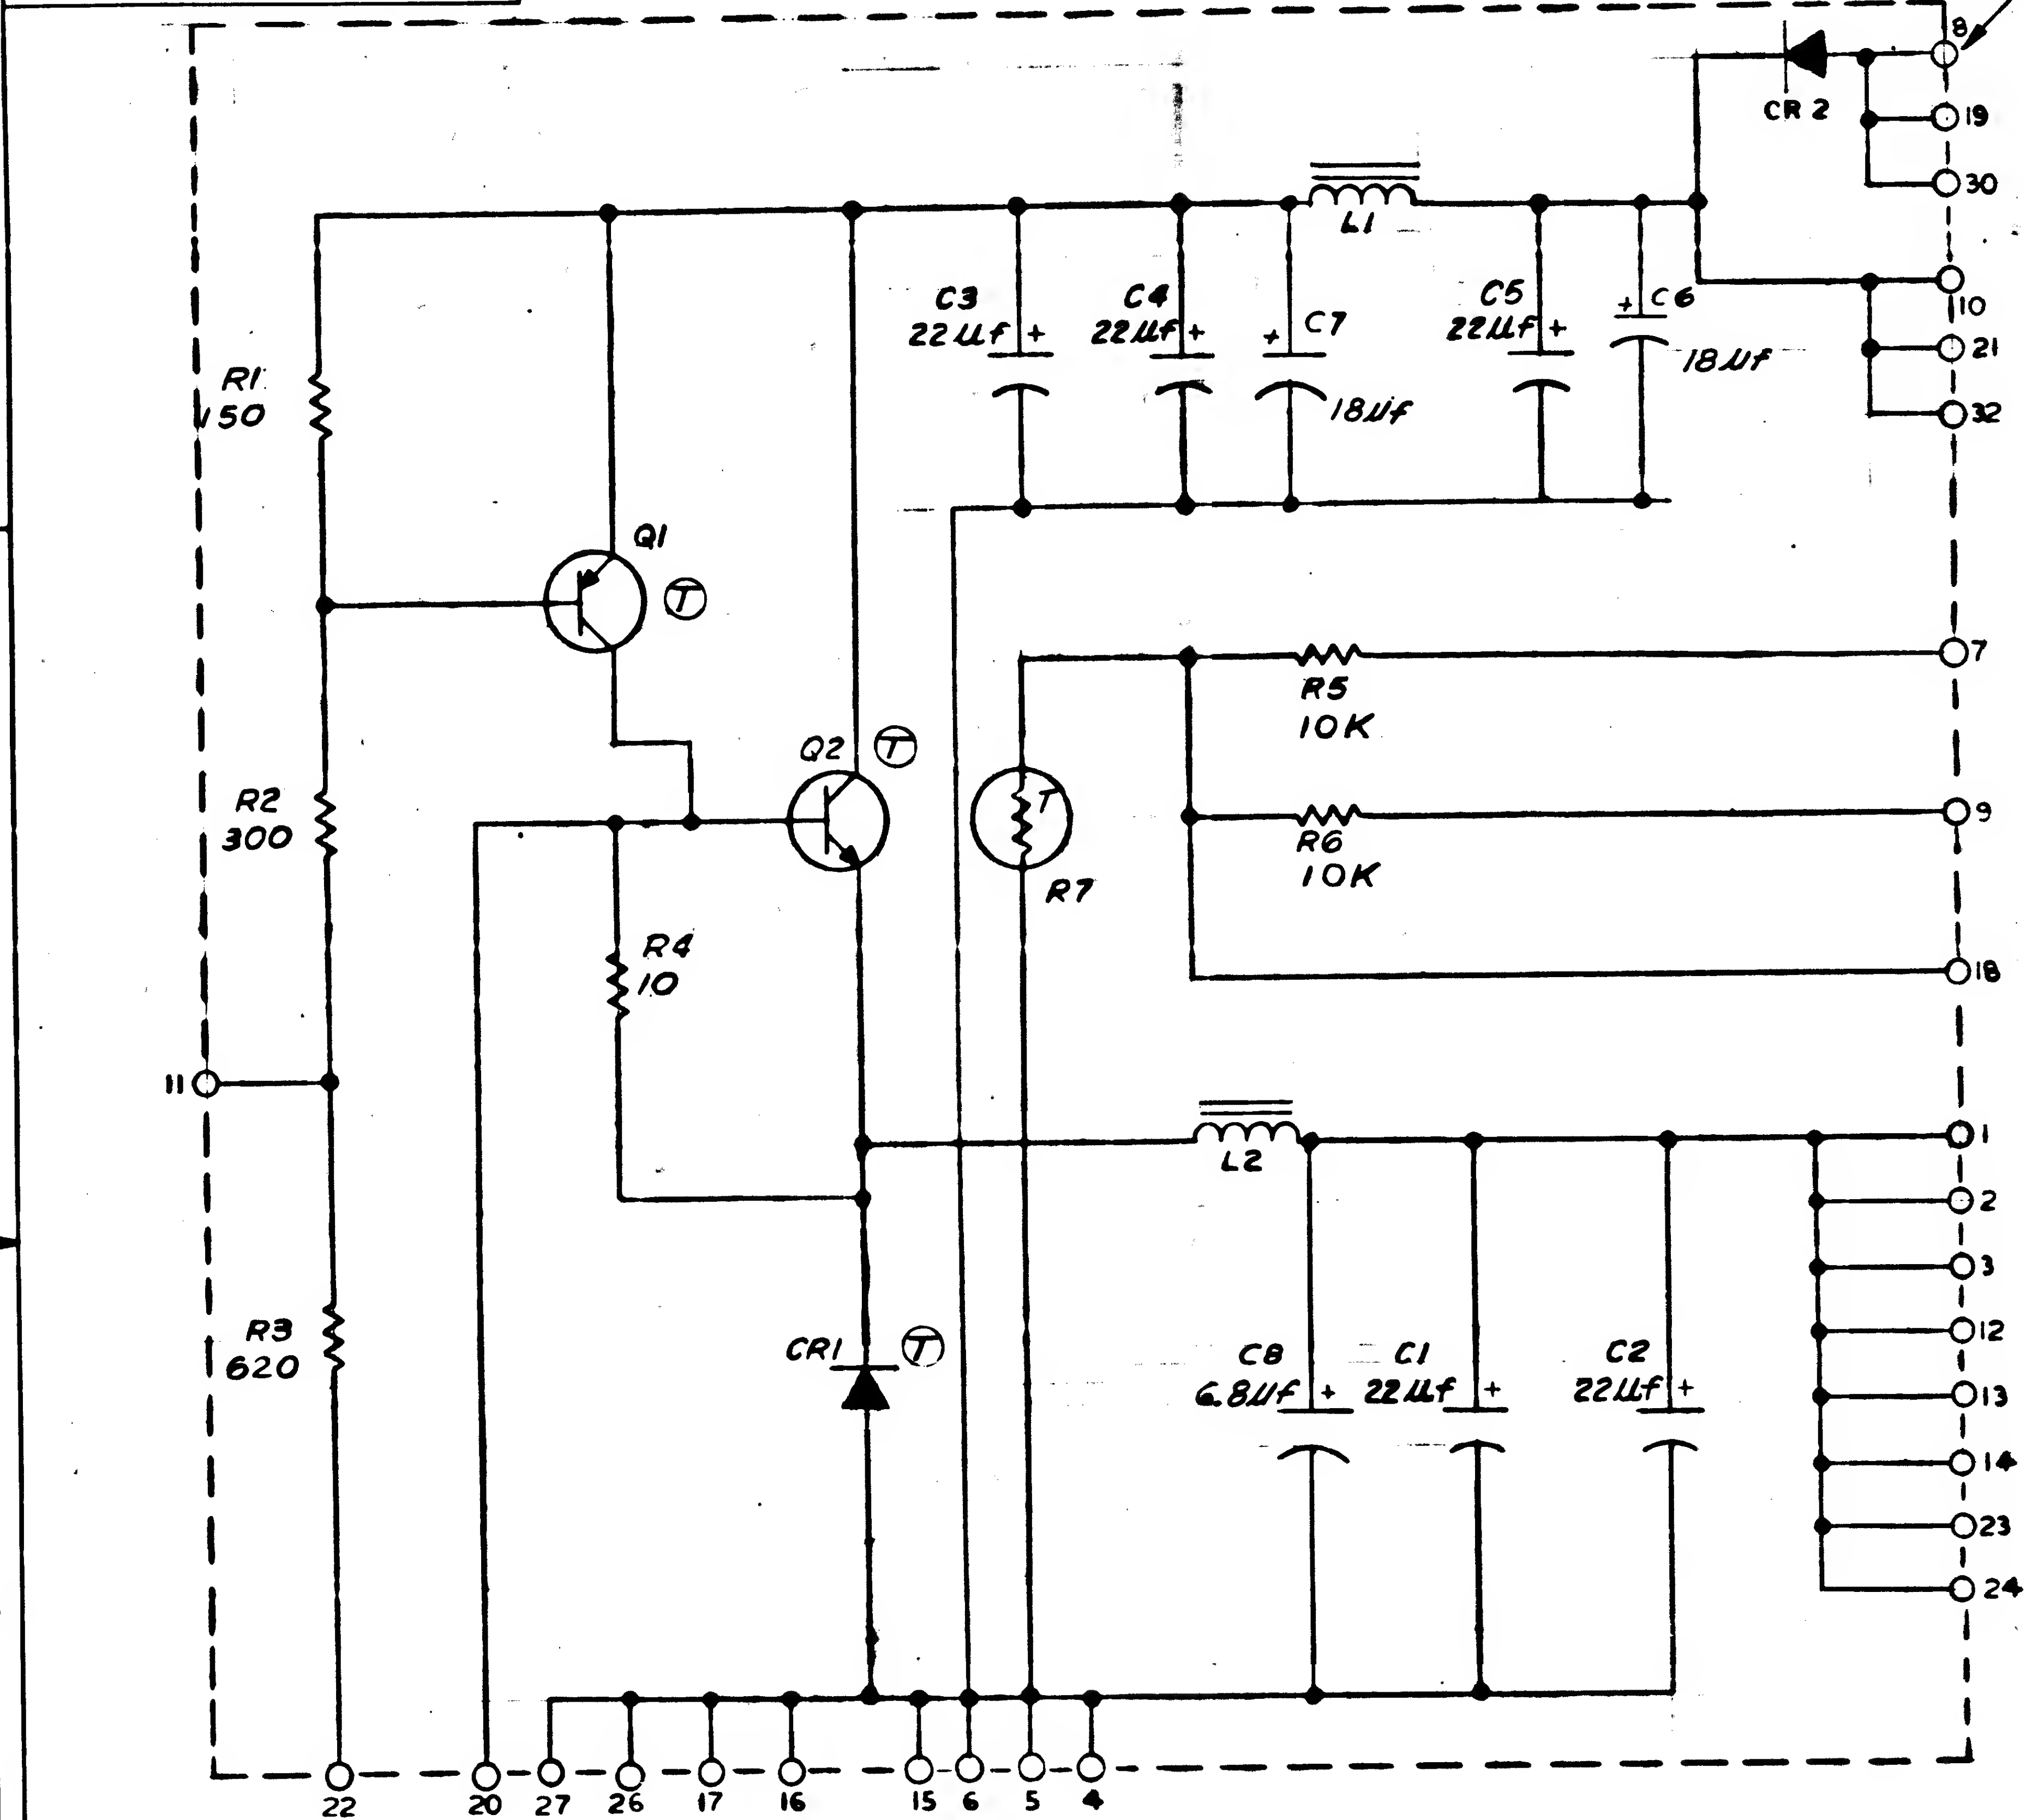 8
CR 2
19
30
L1
C3
22µf +
C4
22µf +
+ C7
18µf
C5
22µf +
+ C6
18µf
10
21
32
R1
150
Q1
T
7
R5
10K
Q2
T
T
R7
R2
300
9
R6
10K
R4
10
18
11
L2
1
2
3
12
13
14
23
24
R3
620
CR1
T
C8
6.8µf +
C1
22µf +
C2
22µf +
22
20
27
26
17
16
15
6
5
4